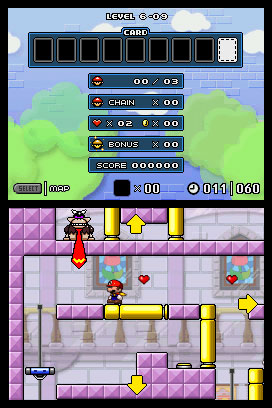 LEVEL 6-09
CARD
00 / 03
CHAIN × 00
× 02 × 00
BONUS × 00
SCORE 000000
SELECT MAP × 00 011 060